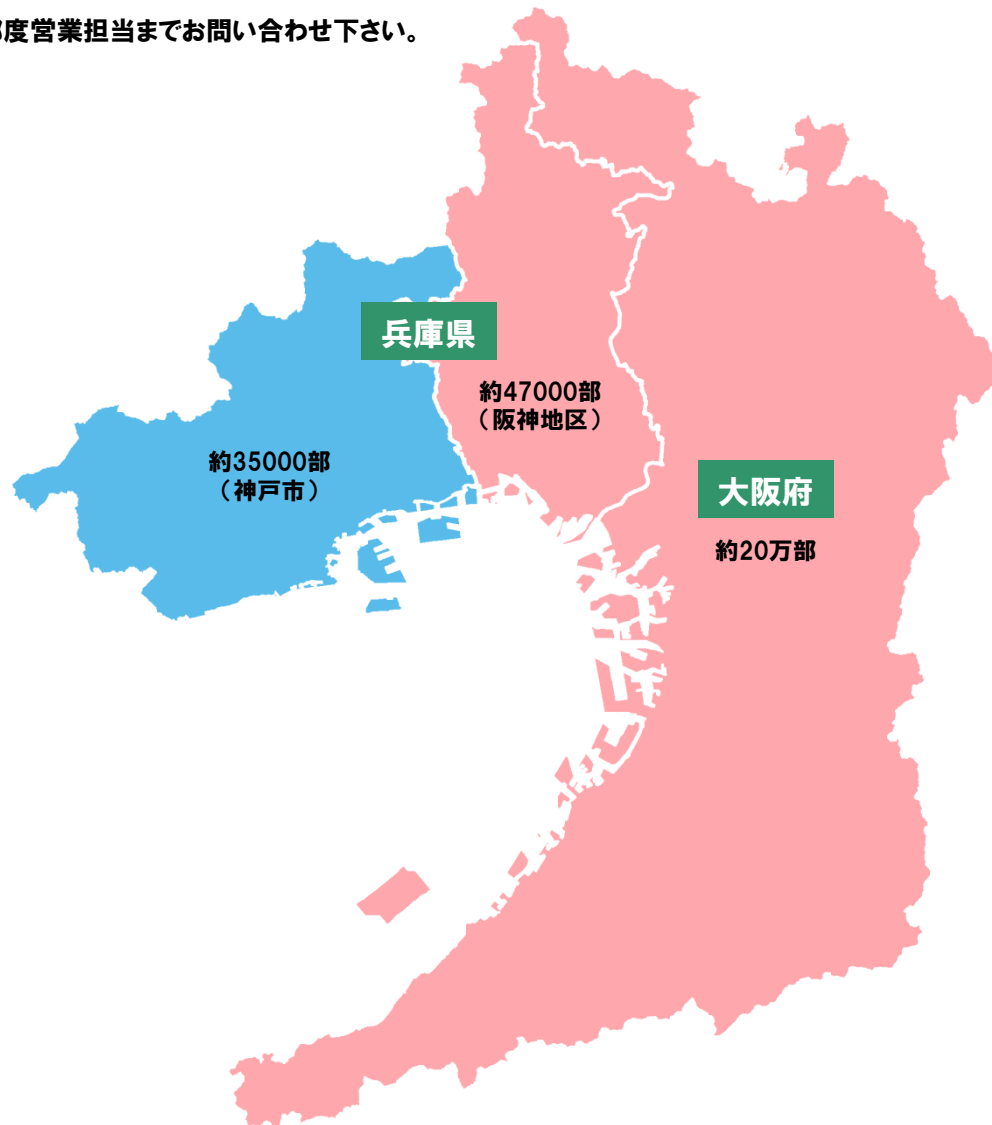 度営業担当までお問い合わせ下さい。
兵庫県
約47000部
（阪神地区）
約35000部
（神戸市）
大阪府
約20万部